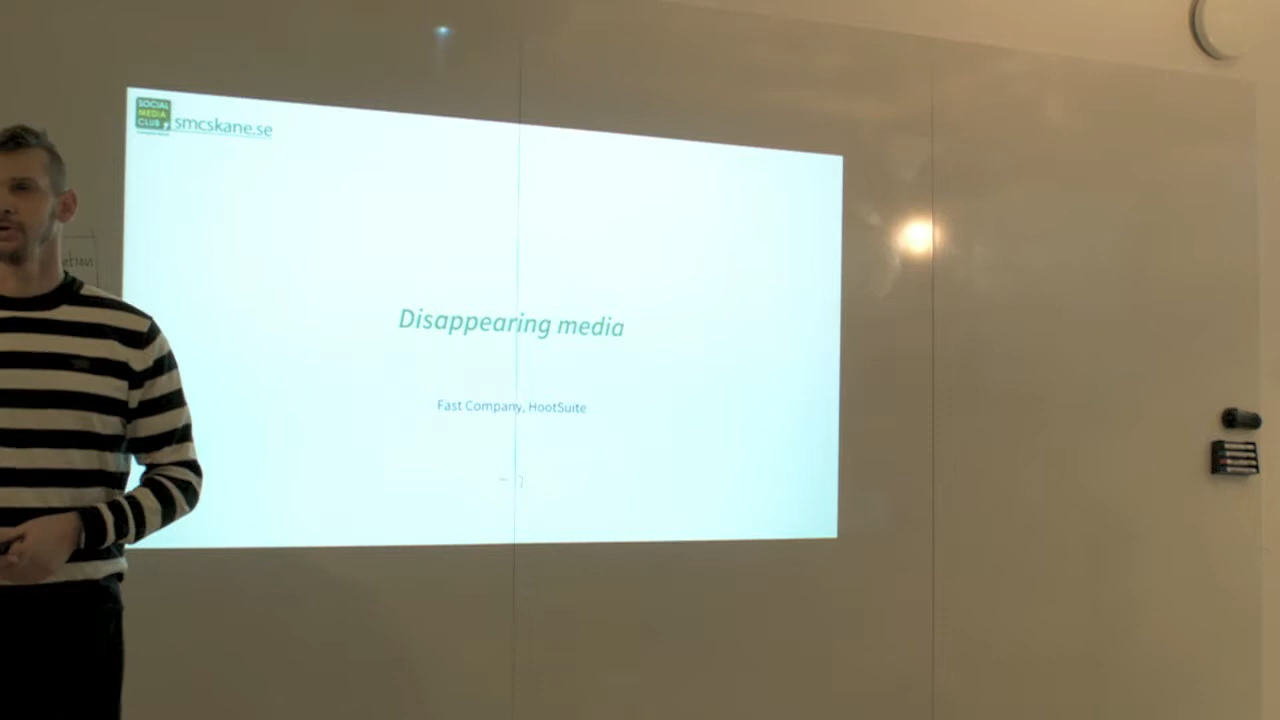 SOCIAL
MEDIA
CLUB
smcskane.se
Disappearing media
Fast Company, HootSuite